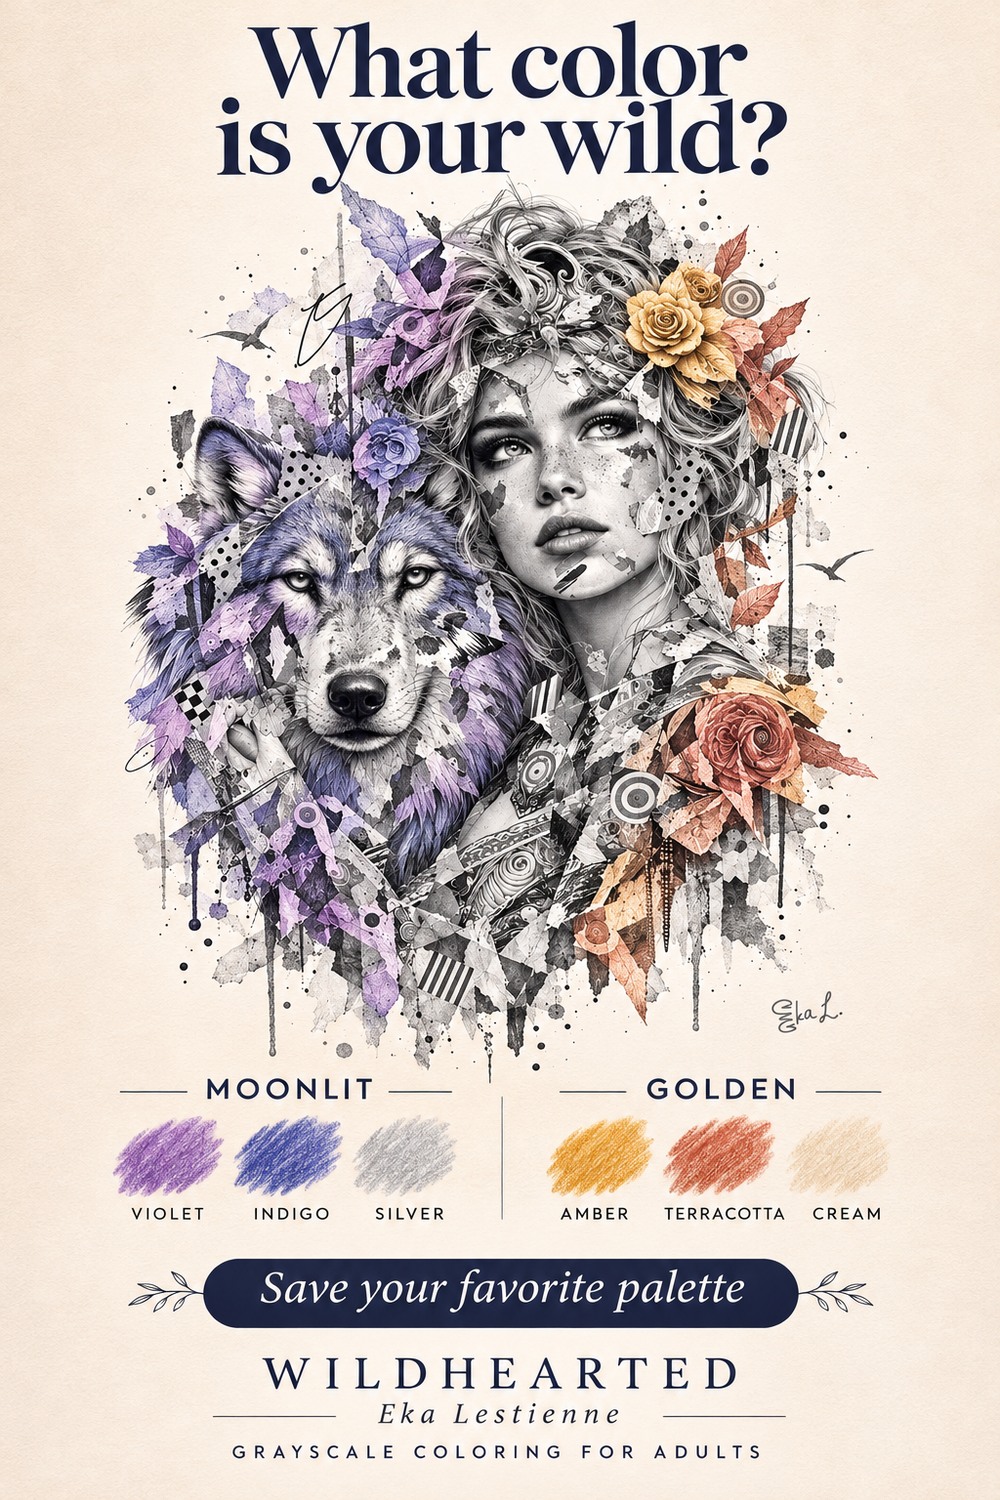 What color
is your wild?
Eka L.
MOONLIT
GOLDEN
VIOLET
INDIGO
SILVER
AMBER
TERRACOTTA
CREAM
Save your favorite palette
WILDHEARTED
Eka Lestienne
GRAYSCALE COLORING FOR ADULTS